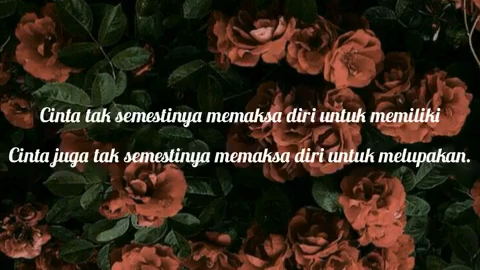 Cinta tak semestinya memaksa diri untuk memiliki
Cinta juga tak semestinya memaksa diri untuk melupakan.